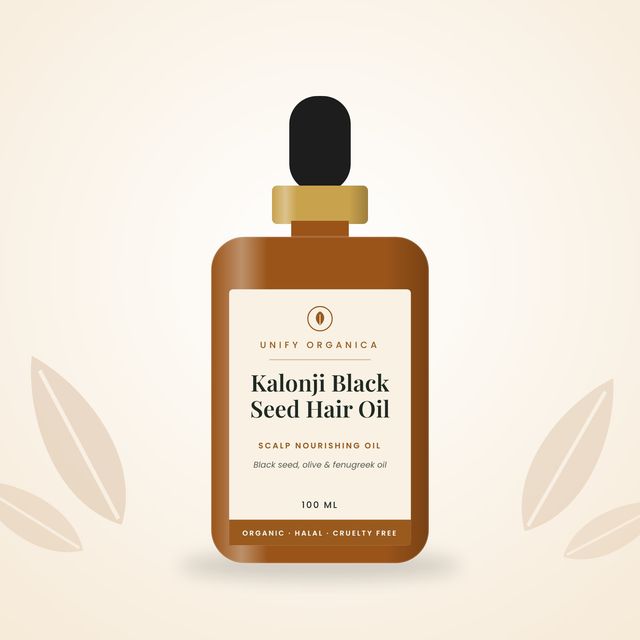 UNIFY ORGANICA
Kalonji Black
Seed Hair Oil
SCALP NOURISHING OIL
Black seed, olive & fenugreek oil
100 ML
ORGANIC · HALAL · CRUELTY FREE